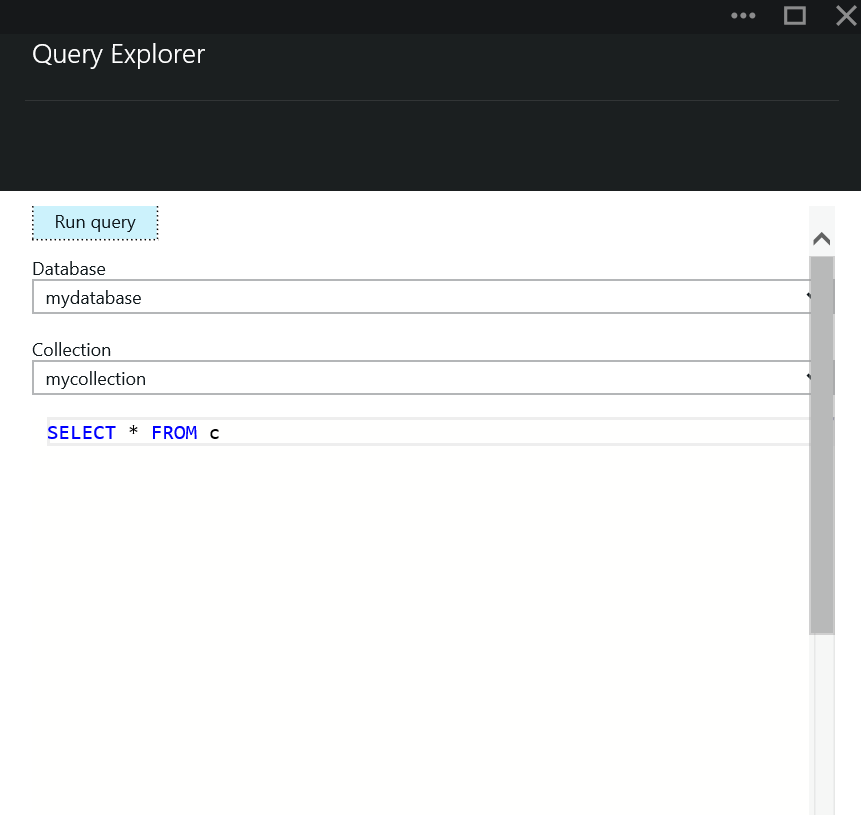 Query Explorer
Run query
Database
mydatabase
Collection
mycollection
SELECT * FROM c